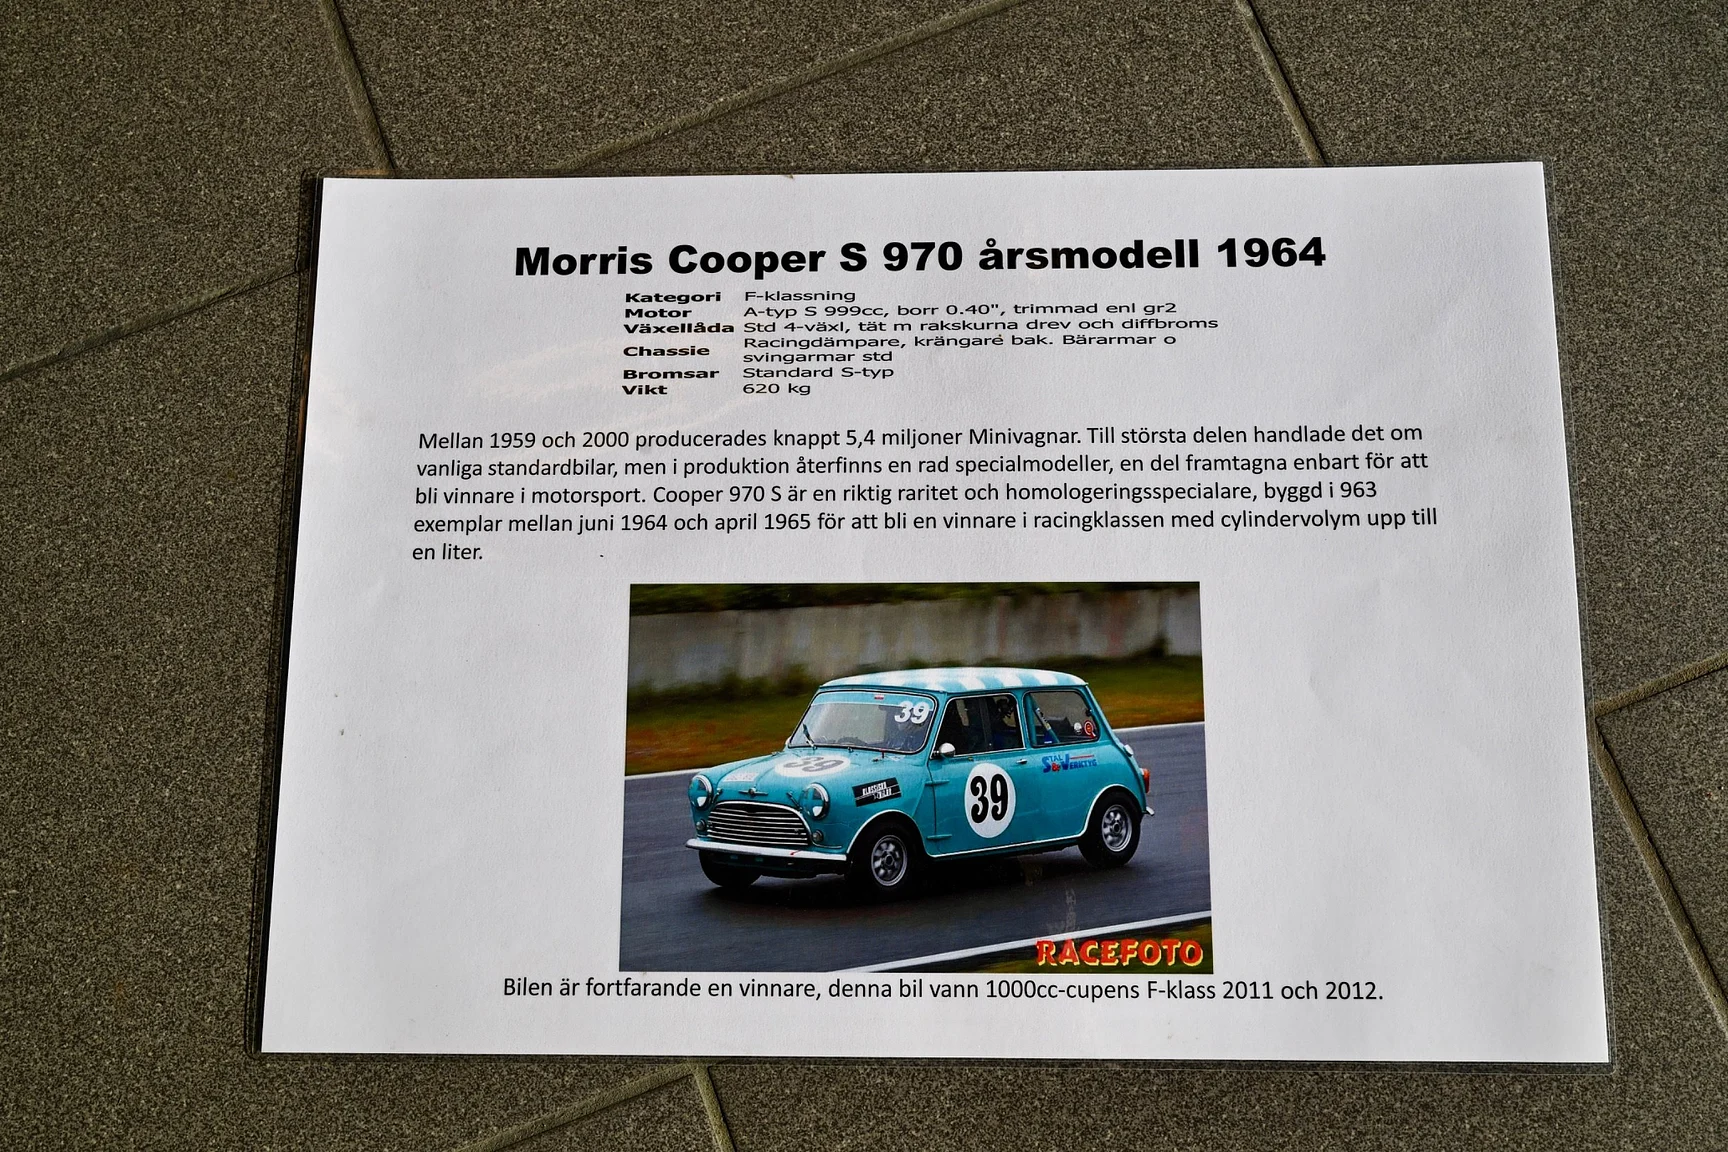 Morris Cooper S 970 årsmodell 1964
Kategori F-klassning
Motor A-typ S 999cc, borr 0.40", trimmad enl gr2
Växellåda Std 4-växl, tät m rakskurna drev och diffbroms
Chassie Racingdämpare, krängare bak. Bärarmar o
svingarmar std
Bromsar Standard S-typ
Vikt 620 kg
Mellan 1959 och 2000 producerades knappt 5,4 miljoner Minivagnar. Till största delen handlade det om
vanliga standardbilar, men i produktion återfinns en rad specialmodeller, en del framtagna enbart för att
bli vinnare i motorsport. Cooper 970 S är en riktig raritet och homologeringsspecialare, byggd i 963
exemplar mellan juni 1964 och april 1965 för att bli en vinnare i racingklassen med cylindervolym upp till
en liter.
39
39
39
STÅL & VERKTYG
RACEFOTO
Bilen är fortfarande en vinnare, denna bil vann 1000cc-cupens F-klass 2011 och 2012.